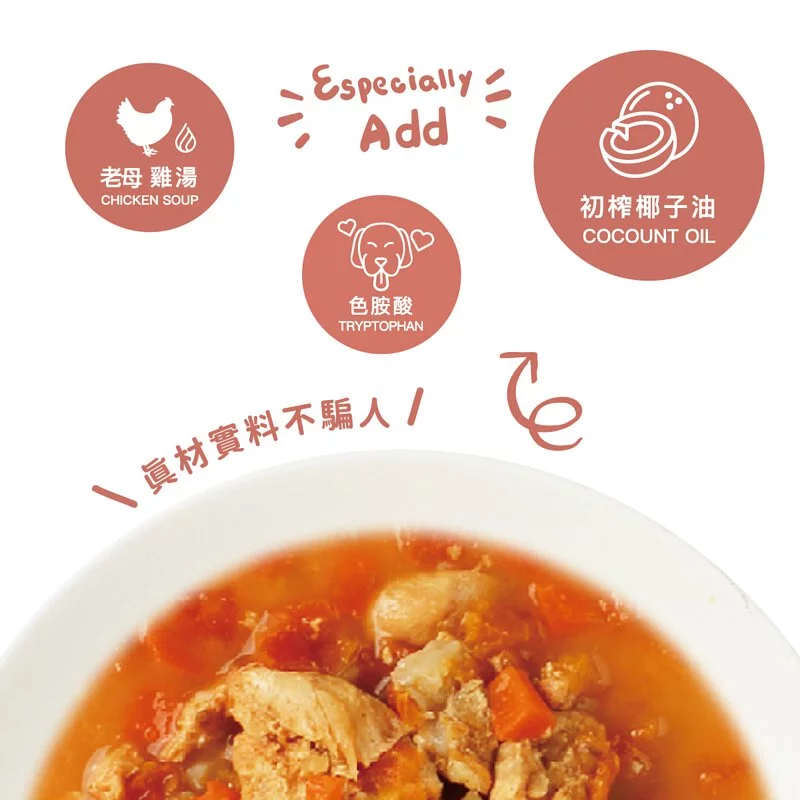 Especially
Add
老母 雞湯
CHICKEN SOUP
初榨椰子油
COCOUNT OIL
色胺酸
TRYPTOPHAN
真材實料不騙人